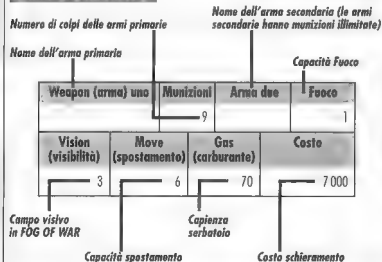 Nome dell'arma secondaria (le armi
secondarie hanno munizioni illimitate)
Numero di colpi delle armi primarie
Capacità Fuoco
Nome dell'arma primaria
Weapon (arma) uno
Munizioni
Arma due
Fuoco
9
1
Vision
(visibilità)
Move
(spostamento)
Gas
(carburante)
Costo
3
6
70
7000
Campo visivo
in FOG OF WAR
Capienza
serbatoio
Capacità spostamento
Costo schieramento